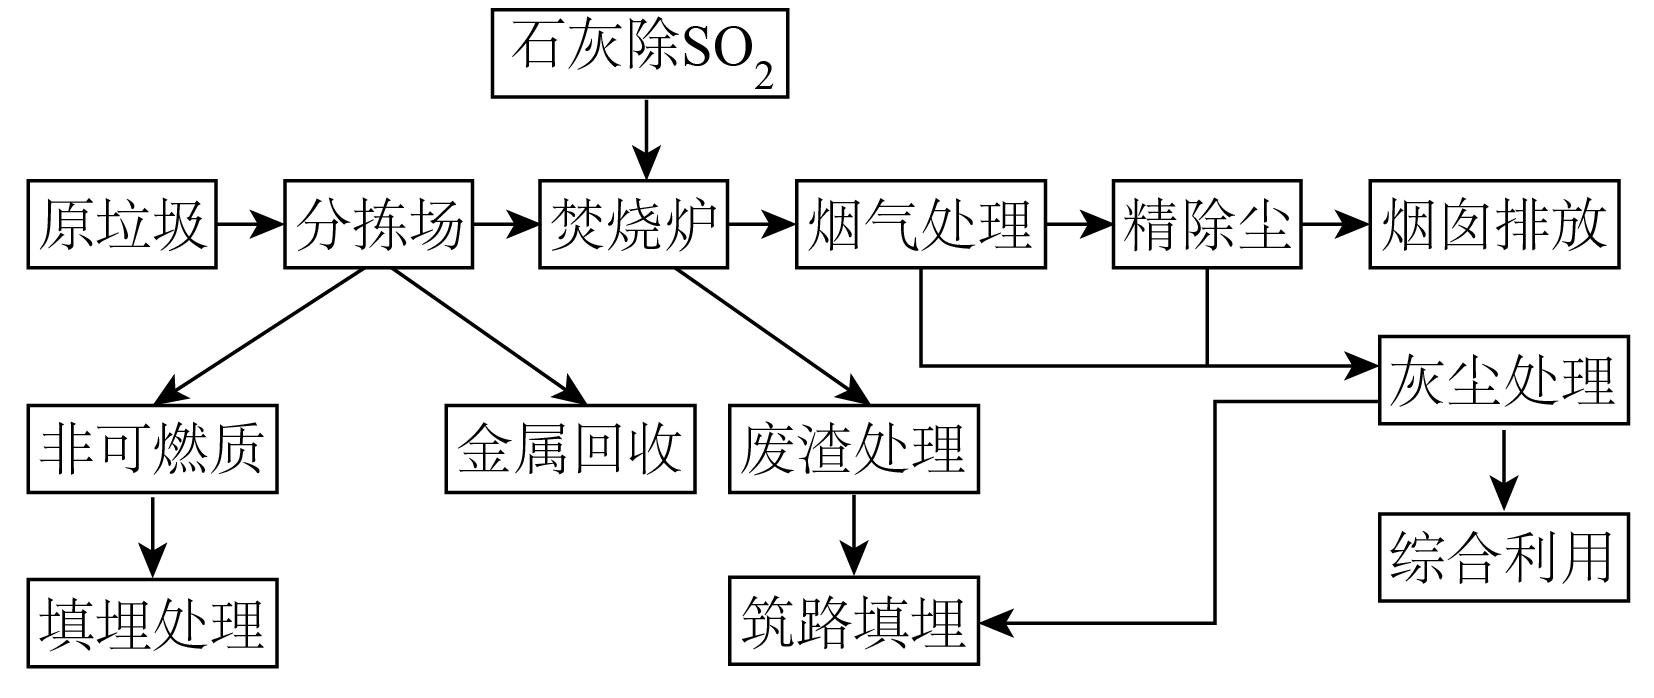 石灰除SO₂
原垃圾
分拣场
焚烧炉
烟气处理
精除尘
烟囱排放
灰尘处理
非可燃质
金属回收
废渣处理
综合利用
填埋处理
筑路填埋